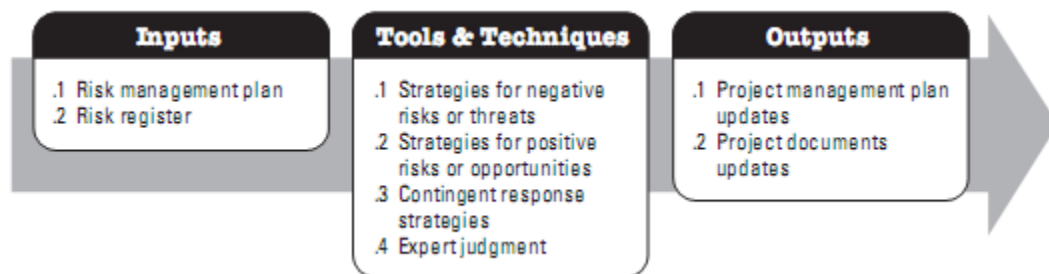 Inputs
.1 Risk management plan
.2 Risk register
Tools & Techniques
.1 Strategies for negative
risks or threats
.2 Strategies for positive
risks or opportunities
.3 Contingent response
strategies
.4 Expert judgment
Outputs
.1 Project management plan
updates
.2 Project documents
updates